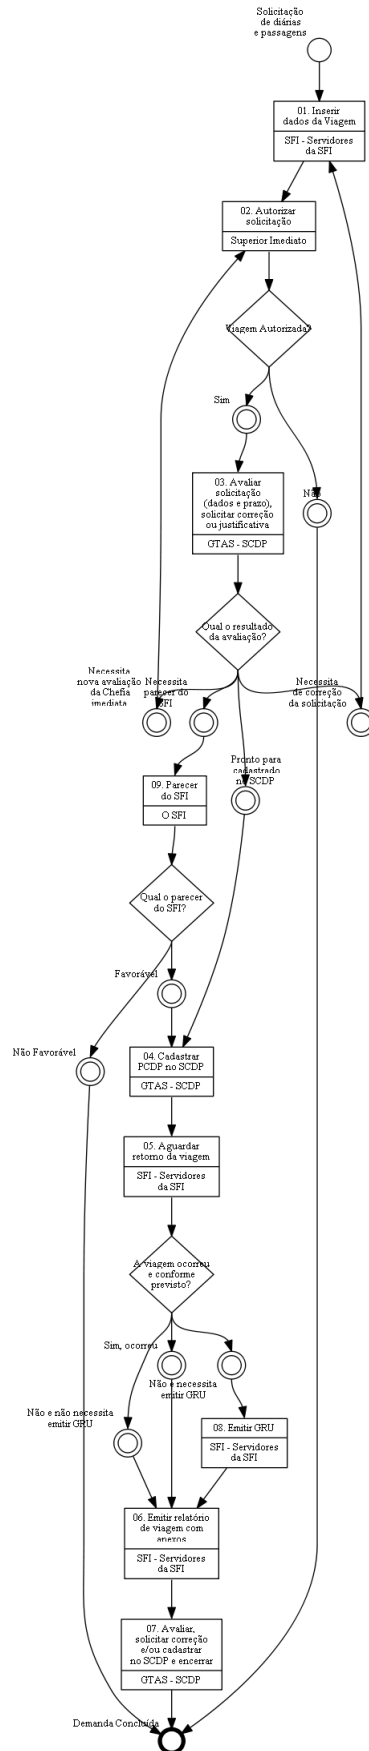 Solicitação
de diárias
e passagens
01. Inserir
dados da Viagem
SFI - Servidores
da SFI
02. Autorizar
solicitação
Superior Imediato
Viagem Autorizada?
Sim
Não
03. Avaliar
solicitação
(dados e prazo),
solicitar correção
ou justificativa
GTAS - SCDP
Qual o resultado
da avaliação?
Necessita
nova avaliação
da Chefia
imediata
Necessita
parecer do
SFI
Necessita
de correção
da solicitação
Pronto para
cadastrado
no SCDP
09. Parecer
do SFI
O SFI
Qual o parecer
do SFI?
Favorável
Não Favorável
04. Cadastrar
PCDP no SCDP
GTAS - SCDP
05. Aguardar
retorno da viagem
SFI - Servidores
da SFI
A viagem ocorreu
e conforme
previsto?
Sim, ocorreu
Não e necessita
emitir GRU
Não e não necessita
emitir GRU
08. Emitir GRU
SFI - Servidores
da SFI
06. Emitir relatório
de viagem com
anexos
SFI - Servidores
da SFI
07. Avaliar,
solicitar correção
e/ou cadastrar
no SCDP e encerrar
GTAS - SCDP
Demanda Concluída